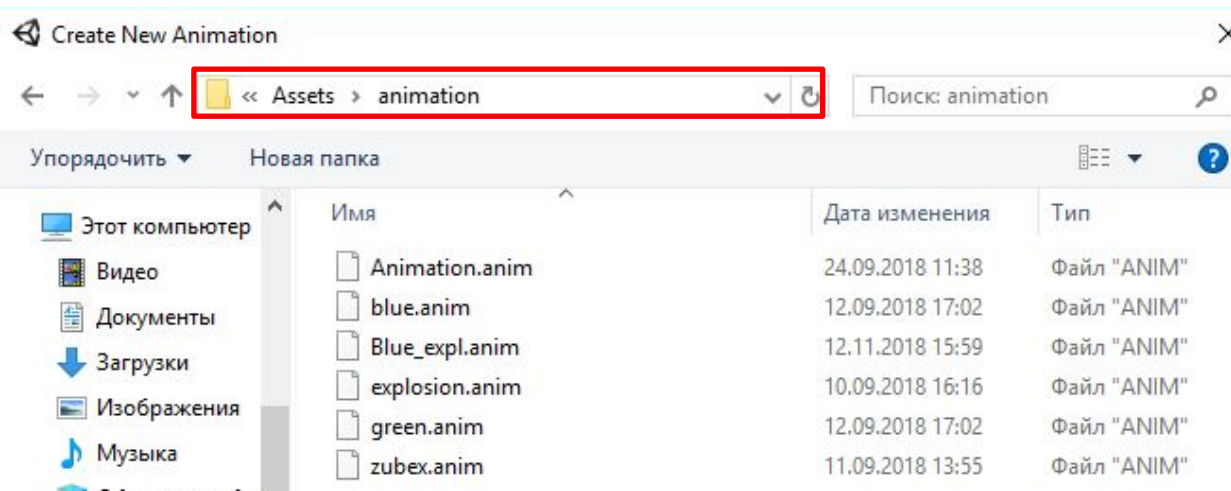 Create New Animation
« Assets › animation
Поиск: animation
Упорядочить
Новая папка
Имя
Дата изменения
Тип
Этот компьютер
Видео
Документы
Загрузки
Изображения
Музыка
Animation.anim 24.09.2018 11:38 Файл "ANIM"
blue.anim 12.09.2018 17:02 Файл "ANIM"
Blue_expl.anim 12.11.2018 15:59 Файл "ANIM"
explosion.anim 10.09.2018 16:16 Файл "ANIM"
green.anim 12.09.2018 17:02 Файл "ANIM"
zubex.anim 11.09.2018 13:55 Файл "ANIM"